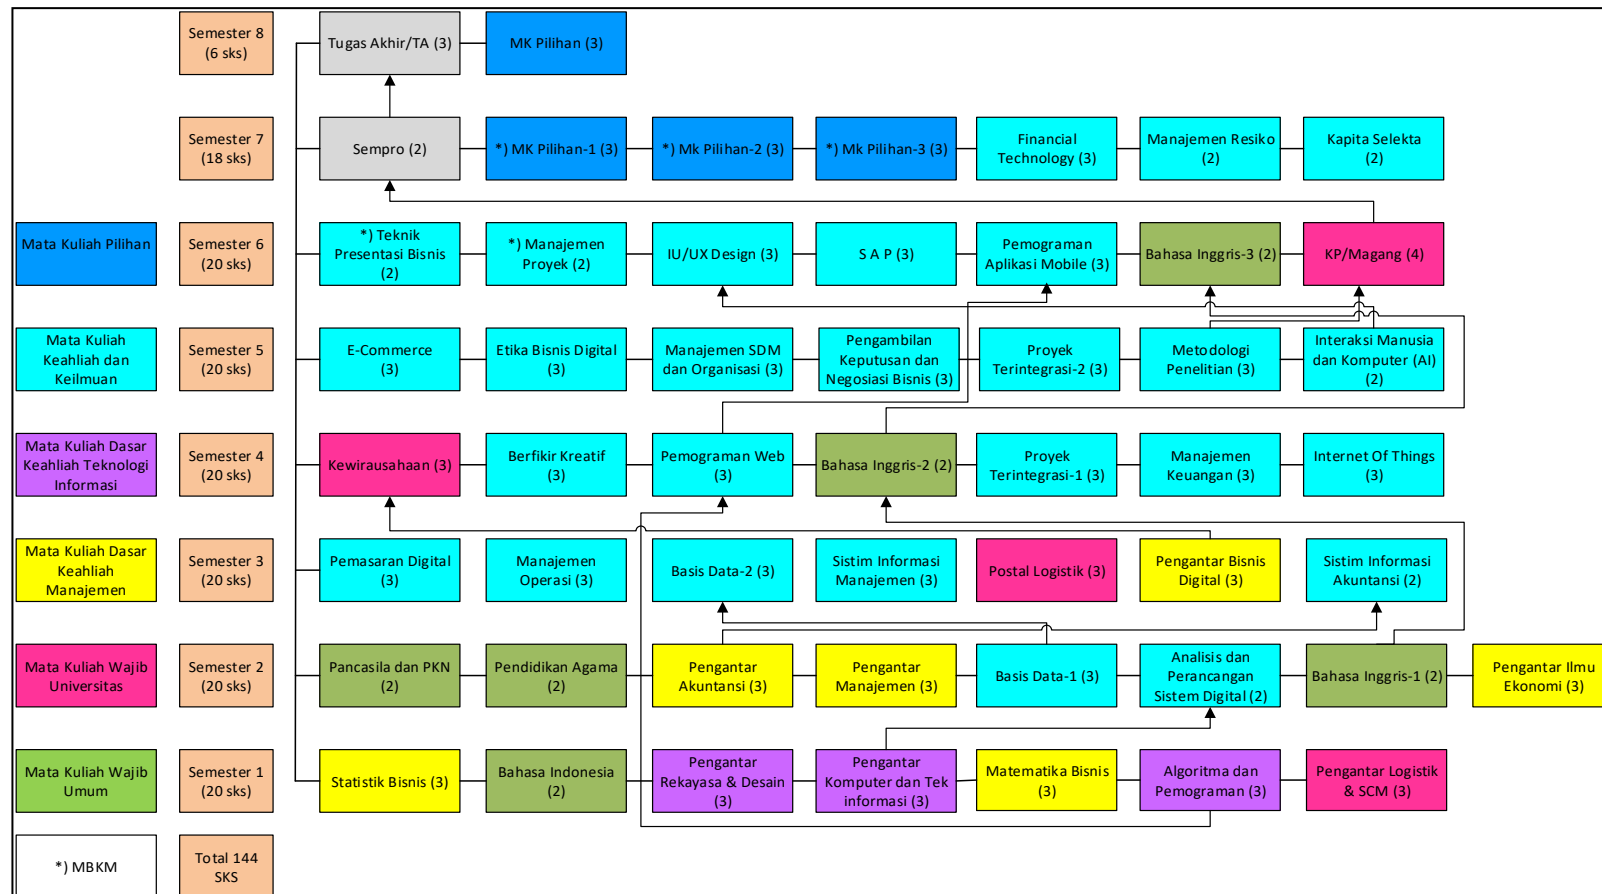 Semester 8
(6 sks)
Tugas Akhir/TA (3)
MK Pilihan (3)
Semester 7
(18 sks)
Sempro (2)
*) MK Pilihan-1 (3)
*) Mk Pilihan-2 (3)
*) Mk Pilihan-3 (3)
Financial
Technology (3)
Manajemen Resiko
(2)
Kapita Selekta
(2)
Mata Kuliah Pilihan
Semester 6
(20 sks)
*) Teknik
Presentasi Bisnis
(2)
*) Manajemen
Proyek (2)
IU/UX Design (3)
S A P (3)
Pemograman
Aplikasi Mobile (3)
Bahasa Inggris-3 (2)
KP/Magang (4)
Mata Kuliah
Keahliah dan
Keilmuan
Semester 5
(20 sks)
E-Commerce
(3)
Etika Bisnis Digital
(3)
Manajemen SDM
dan Organisasi (3)
Pengambilan
Keputusan dan
Negosiasi Bisnis (3)
Proyek
Terintegrasi-2 (3)
Metodologi
Penelitian (3)
Interaksi Manusia
dan Komputer (AI)
(2)
Mata Kuliah Dasar
Keahliah Teknologi
Informasi
Semester 4
(20 sks)
Kewirausahaan (3)
Berfikir Kreatif
(3)
Pemograman Web
(3)
Bahasa Inggris-2 (2)
Proyek
Terintegrasi-1 (3)
Manajemen
Keuangan (3)
Internet Of Things
(3)
Mata Kuliah Dasar
Keahliah
Manajemen
Semester 3
(20 sks)
Pemasaran Digital
(3)
Manajemen
Operasi (3)
Basis Data-2 (3)
Sistim Informasi
Manajemen (3)
Postal Logistik (3)
Pengantar Bisnis
Digital (3)
Sistim Informasi
Akuntansi (2)
Mata Kuliah Wajib
Universitas
Semester 2
(20 sks)
Pancasila dan PKN
(2)
Pendidikan Agama
(2)
Pengantar
Akuntansi (3)
Pengantar
Manajemen (3)
Basis Data-1 (3)
Analisis dan
Perancangan
Sistem Digital (2)
Bahasa Inggris-1 (2)
Pengantar Ilmu
Ekonomi (3)
Mata Kuliah Wajib
Umum
Semester 1
(20 sks)
Statistik Bisnis (3)
Bahasa Indonesia
(2)
Pengantar
Rekayasa & Desain
(3)
Pengantar
Komputer dan Tek
informasi (3)
Matematika Bisnis
(3)
Algoritma dan
Pemograman (3)
Pengantar Logistik
& SCM (3)
*) MBKM
Total 144
SKS